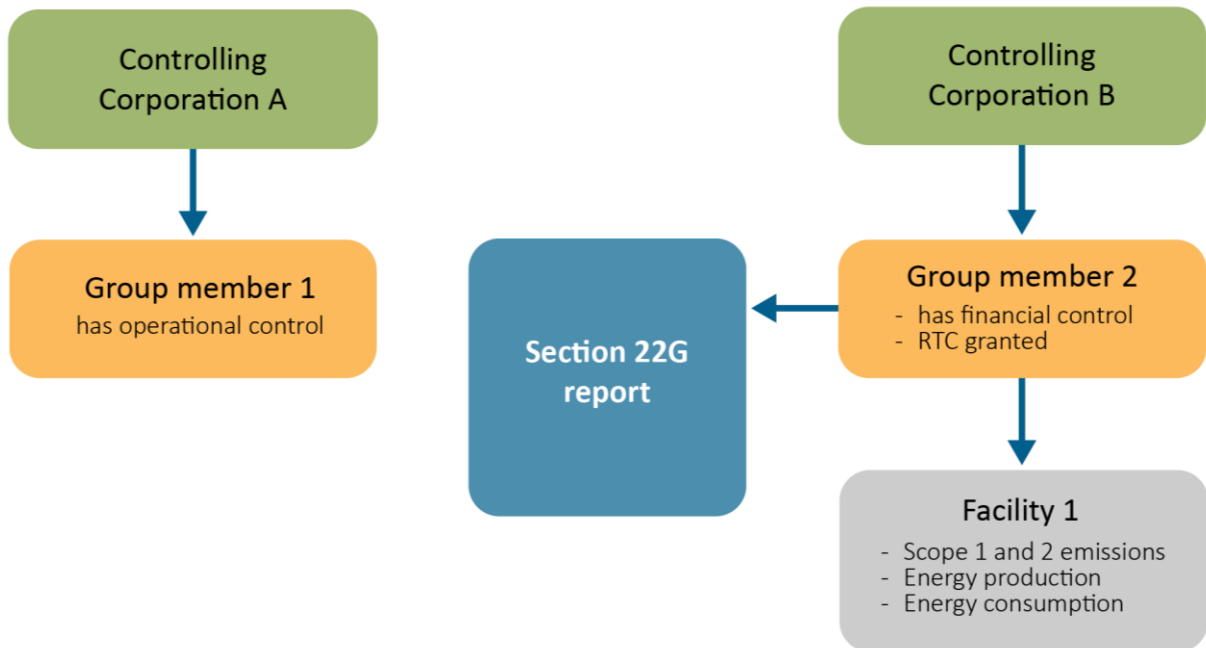 Controlling
Corporation A
Controlling
Corporation B
Group member 1
has operational control
Section 22G
report
Group member 2
- has financial control
- RTC granted
Facility 1
- Scope 1 and 2 emissions
- Energy production
- Energy consumption